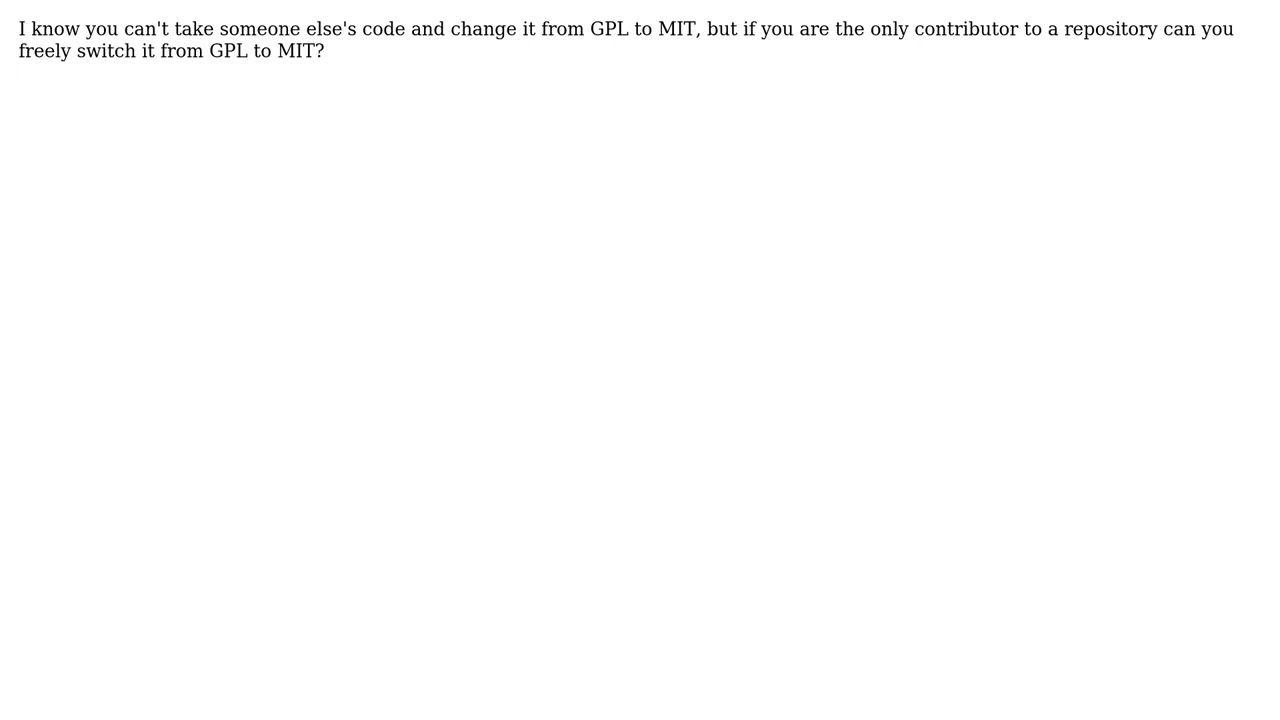 I know you can't take someone else's code and change it from GPL to MIT, but if you are the only contributor to a repository can you
freely switch it from GPL to MIT?